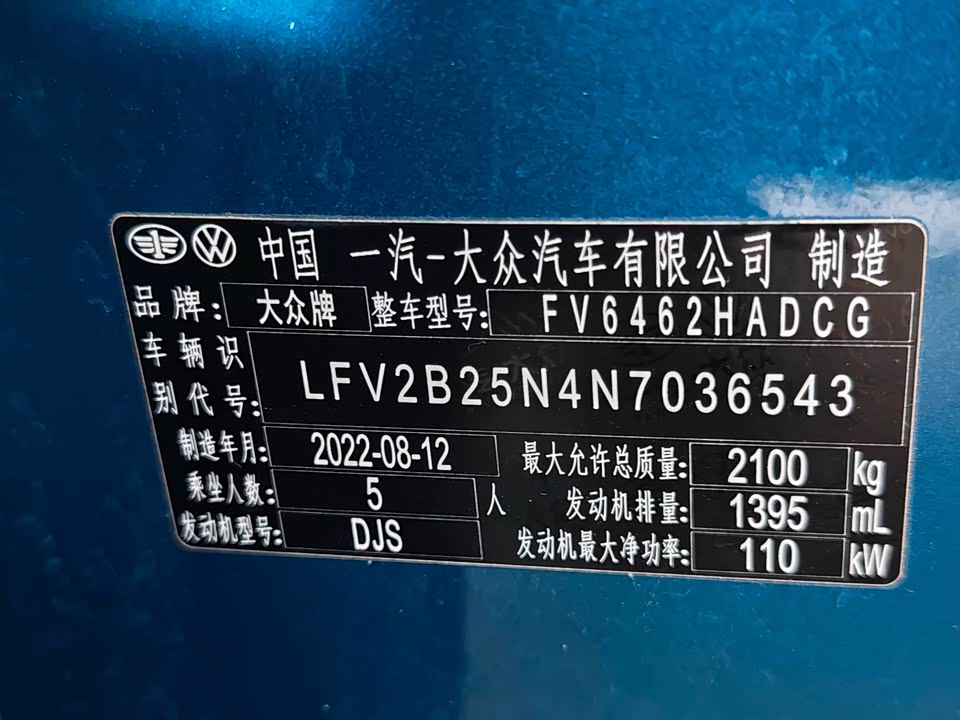 中国 一汽-大众汽车有限公司 制造
品牌: 大众牌 整车型号: FV6462HADCG
车辆识别代号: LFV2B25N4N7036543
制造年月: 2022-08-12 最大允许总质量: 2100 kg
乘坐人数: 5 人 发动机排量: 1395 mL
发动机型号: DJS 发动机最大净功率: 110 kW